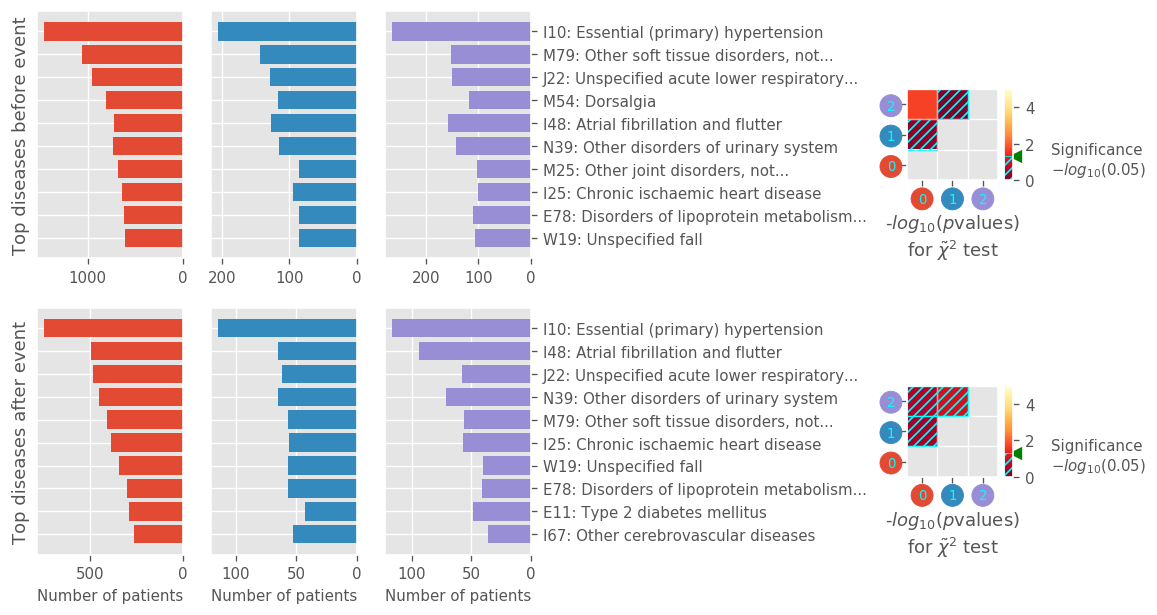 Top diseases before event
I10: Essential (primary) hypertension
M79: Other soft tissue disorders, not...
J22: Unspecified acute lower respiratory...
M54: Dorsalgia
I48: Atrial fibrillation and flutter
N39: Other disorders of urinary system
M25: Other joint disorders, not...
I25: Chronic ischaemic heart disease
E78: Disorders of lipoprotein metabolism...
W19: Unspecified fall
1000 0
200 100 0
200 100 0
2
1
0
0 1 2
4
2
0
Significance
−log₁₀(0.05)
-log₁₀(pvalues)
for χ̃² test
Top diseases after event
I10: Essential (primary) hypertension
I48: Atrial fibrillation and flutter
J22: Unspecified acute lower respiratory...
N39: Other disorders of urinary system
M79: Other soft tissue disorders, not...
I25: Chronic ischaemic heart disease
W19: Unspecified fall
E78: Disorders of lipoprotein metabolism...
E11: Type 2 diabetes mellitus
I67: Other cerebrovascular diseases
500 0
100 50 0
100 50 0
Number of patients
Number of patients
Number of patients
2
1
0
0 1 2
4
2
0
Significance
−log₁₀(0.05)
-log₁₀(pvalues)
for χ̃² test